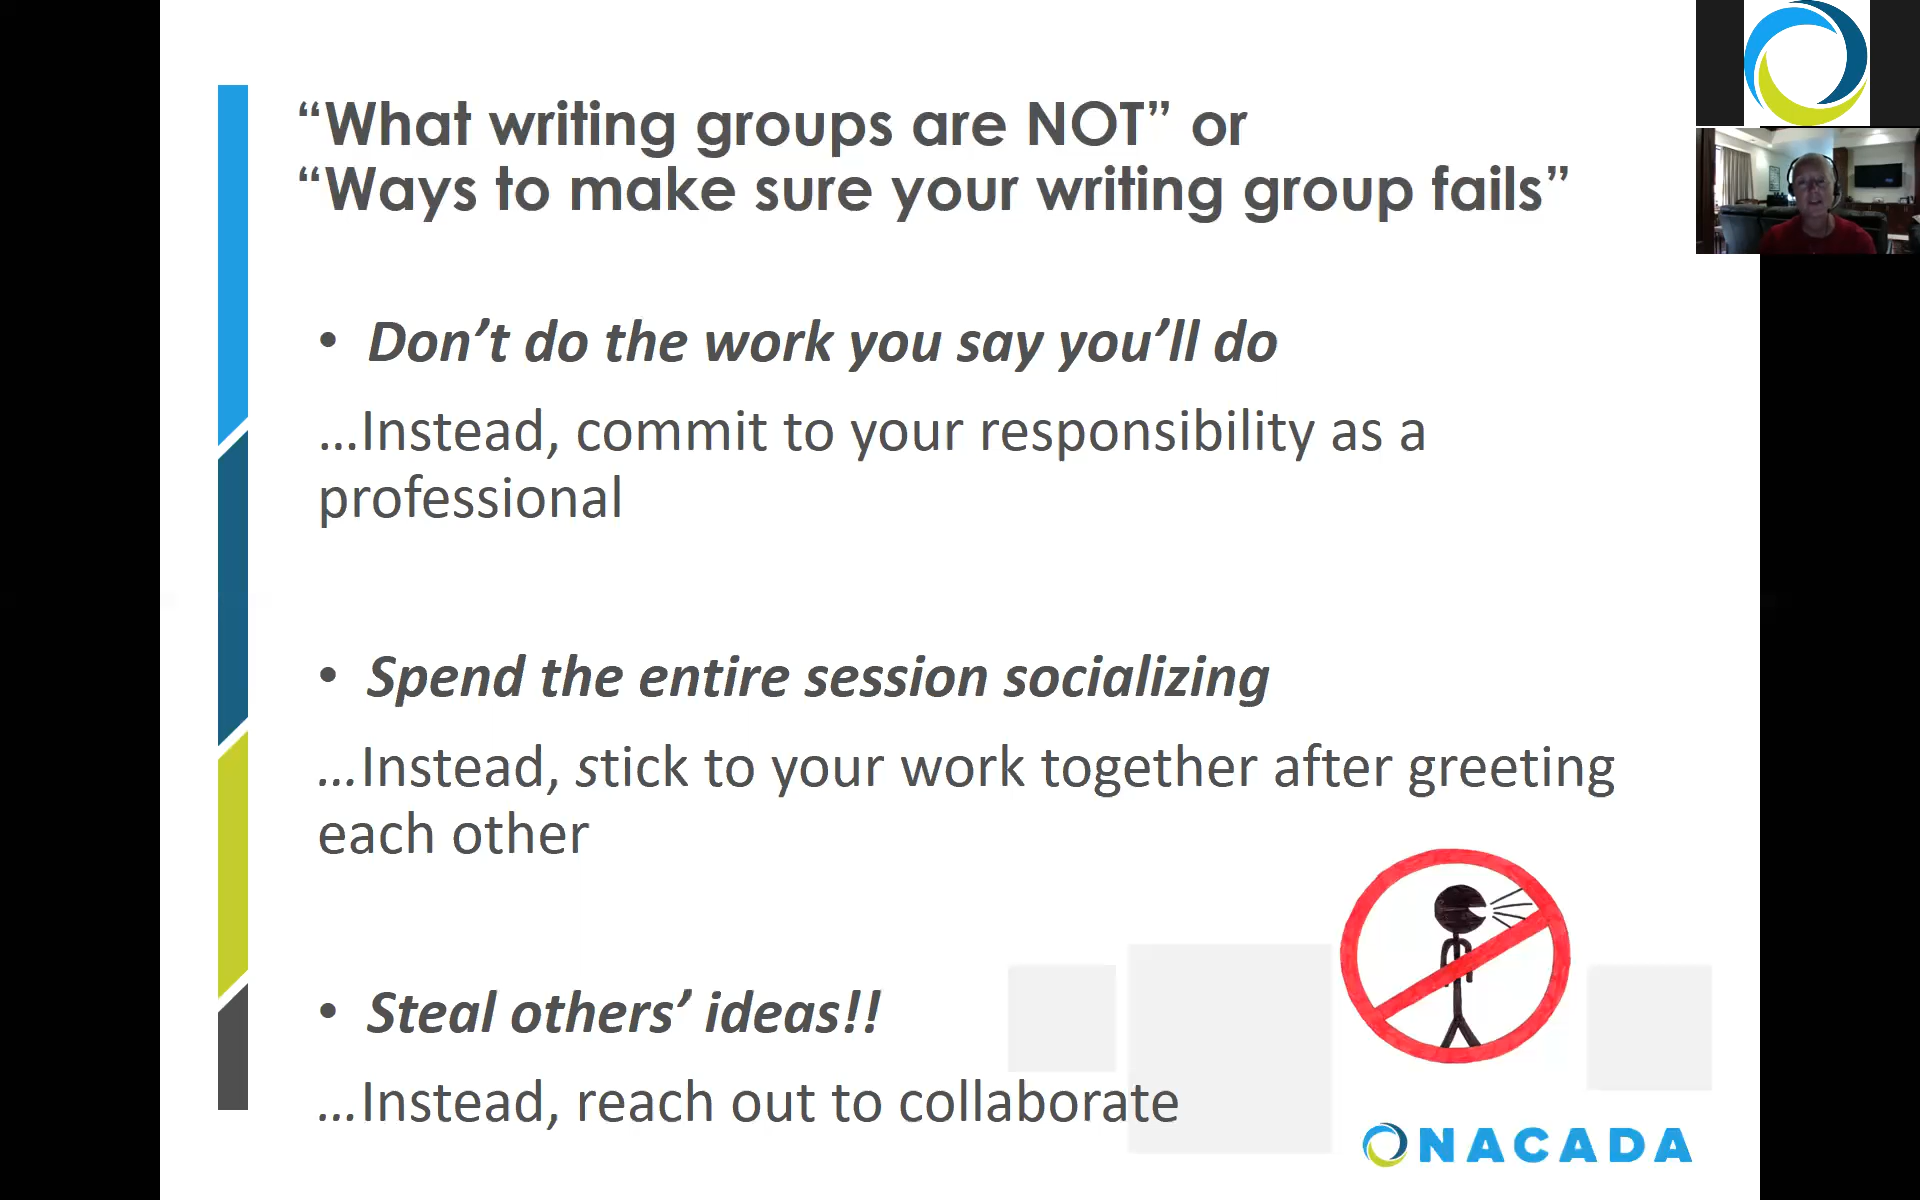 “What writing groups are NOT” or
“Ways to make sure your writing group fails”
• Don’t do the work you say you’ll do
...Instead, commit to your responsibility as a
professional
• Spend the entire session socializing
...Instead, stick to your work together after greeting
each other
• Steal others’ ideas!!
...Instead, reach out to collaborate
NACADA